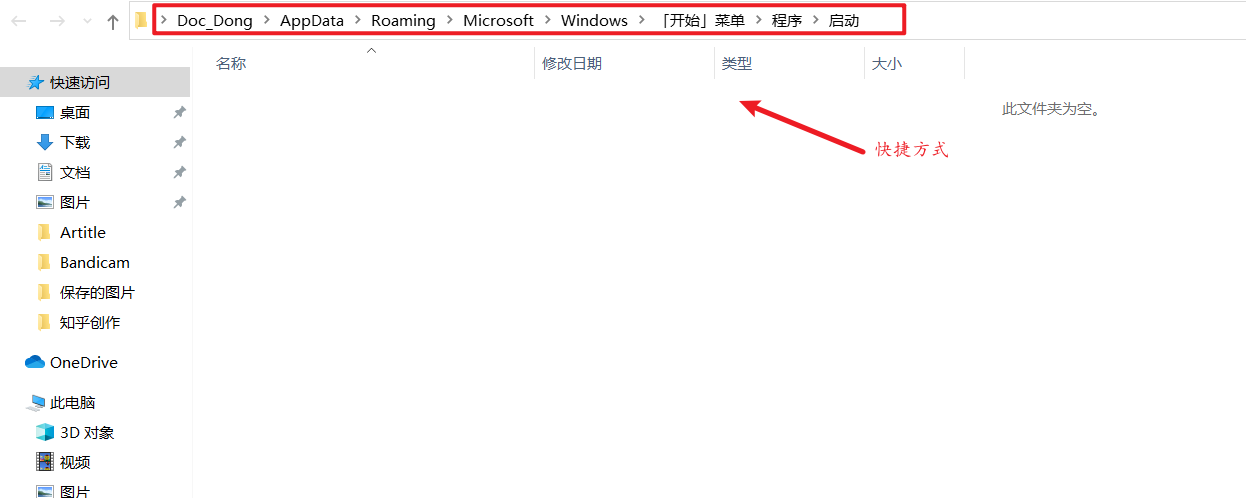 Doc_Dong > AppData > Roaming > Microsoft > Windows > 「开始」菜单 > 程序 > 启动
名称 修改日期 类型 大小
快速访问
此文件夹为空。
桌面
快捷方式
下载
文档
图片
Artitle
Bandicam
保存的图片
知乎创作
OneDrive
此电脑
3D 对象
视频
图片